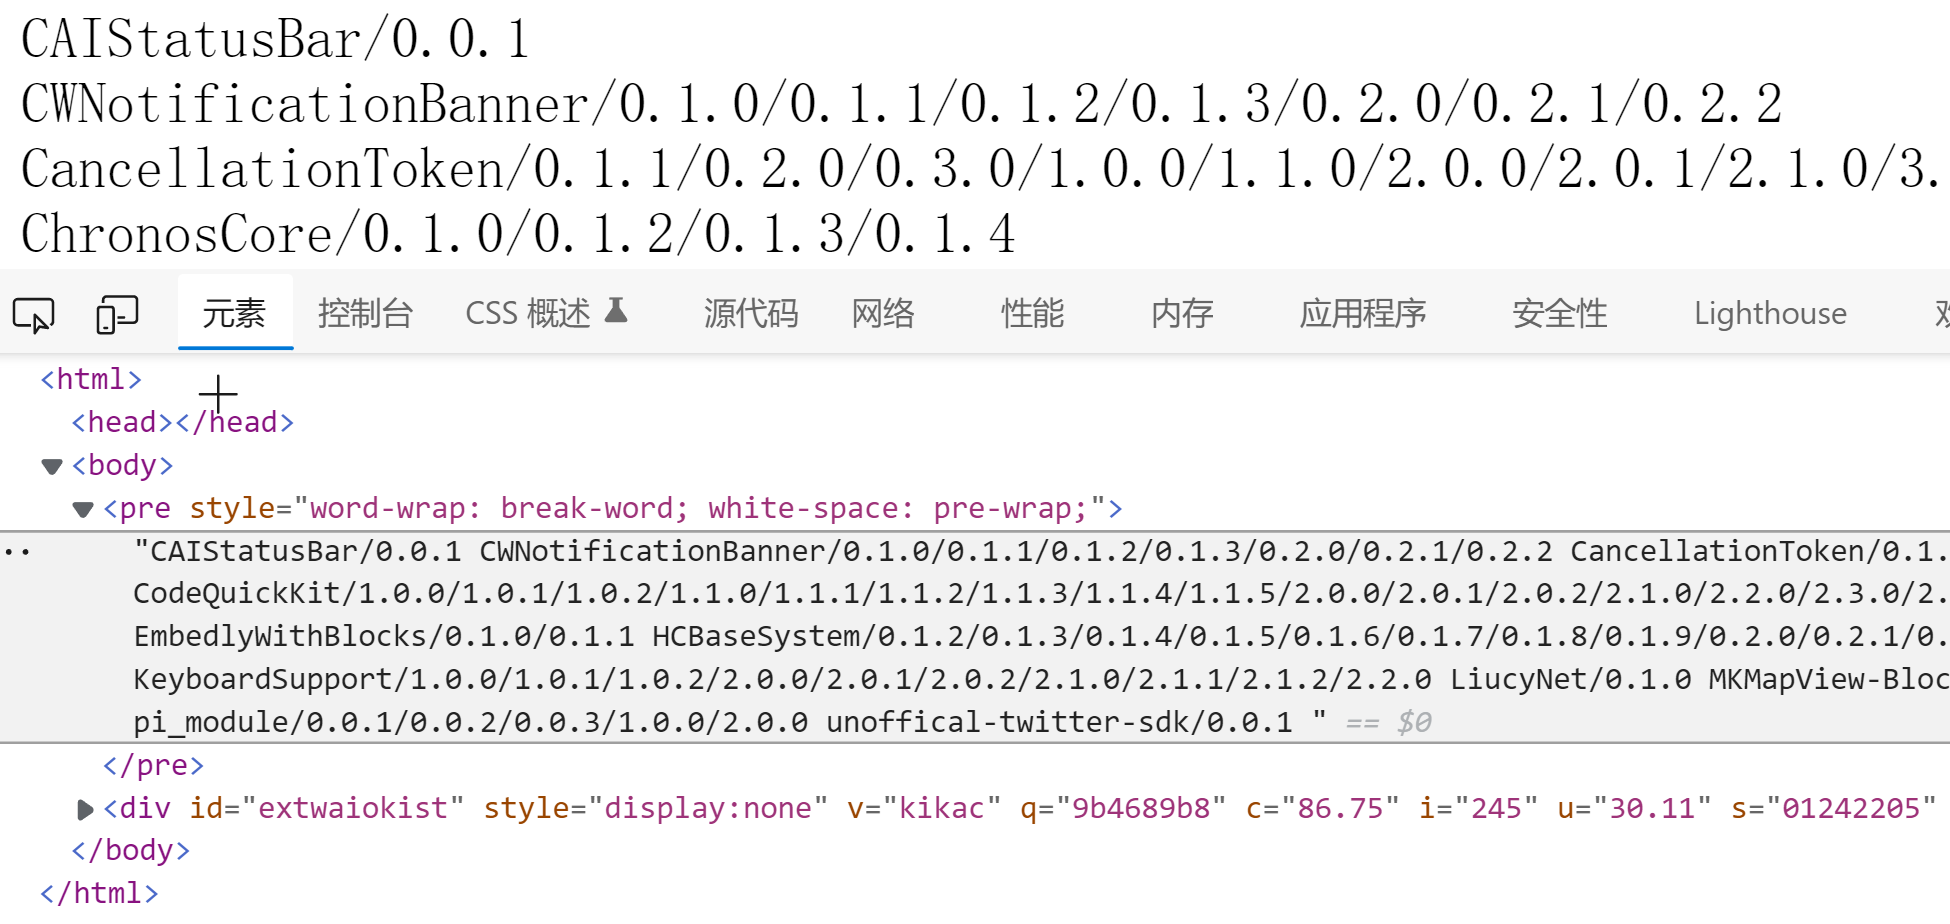 CAIStatusBar/0.0.1
CWNotificationBanner/0.1.0/0.1.1/0.1.2/0.1.3/0.2.0/0.2.1/0.2.2
CancellationToken/0.1.1/0.2.0/0.3.0/1.0.0/1.1.0/2.0.0/2.0.1/2.1.0/3.
ChronosCore/0.1.0/0.1.2/0.1.3/0.1.4
元素 控制台 CSS 概述 源代码 网络 性能 内存 应用程序 安全性 Lighthouse
<html>
<head></head>
<body>
<pre style="word-wrap: break-word; white-space: pre-wrap;">
"CAIStatusBar/0.0.1 CWNotificationBanner/0.1.0/0.1.1/0.1.2/0.1.3/0.2.0/0.2.1/0.2.2 CancellationToken/0.1.
CodeQuickKit/1.0.0/1.0.1/1.0.2/1.1.0/1.1.1/1.1.2/1.1.3/1.1.4/1.1.5/2.0.0/2.0.1/2.0.2/2.1.0/2.2.0/2.3.0/2.
EmbedlyWithBlocks/0.1.0/0.1.1 HCBaseSystem/0.1.2/0.1.3/0.1.4/0.1.5/0.1.6/0.1.7/0.1.8/0.1.9/0.2.0/0.2.1/0.
KeyboardSupport/1.0.0/1.0.1/1.0.2/2.0.0/2.0.1/2.0.2/2.1.0/2.1.1/2.1.2/2.2.0 LiucyNet/0.1.0 MKMapView-Bloc
pi_module/0.0.1/0.0.2/0.0.3/1.0.0/2.0.0 unoffical-twitter-sdk/0.0.1 " == $0
</pre>
<div id="extwaiokist" style="display:none" v="kikac" q="9b4689b8" c="86.75" i="245" u="30.11" s="01242205"
</body>
</html>